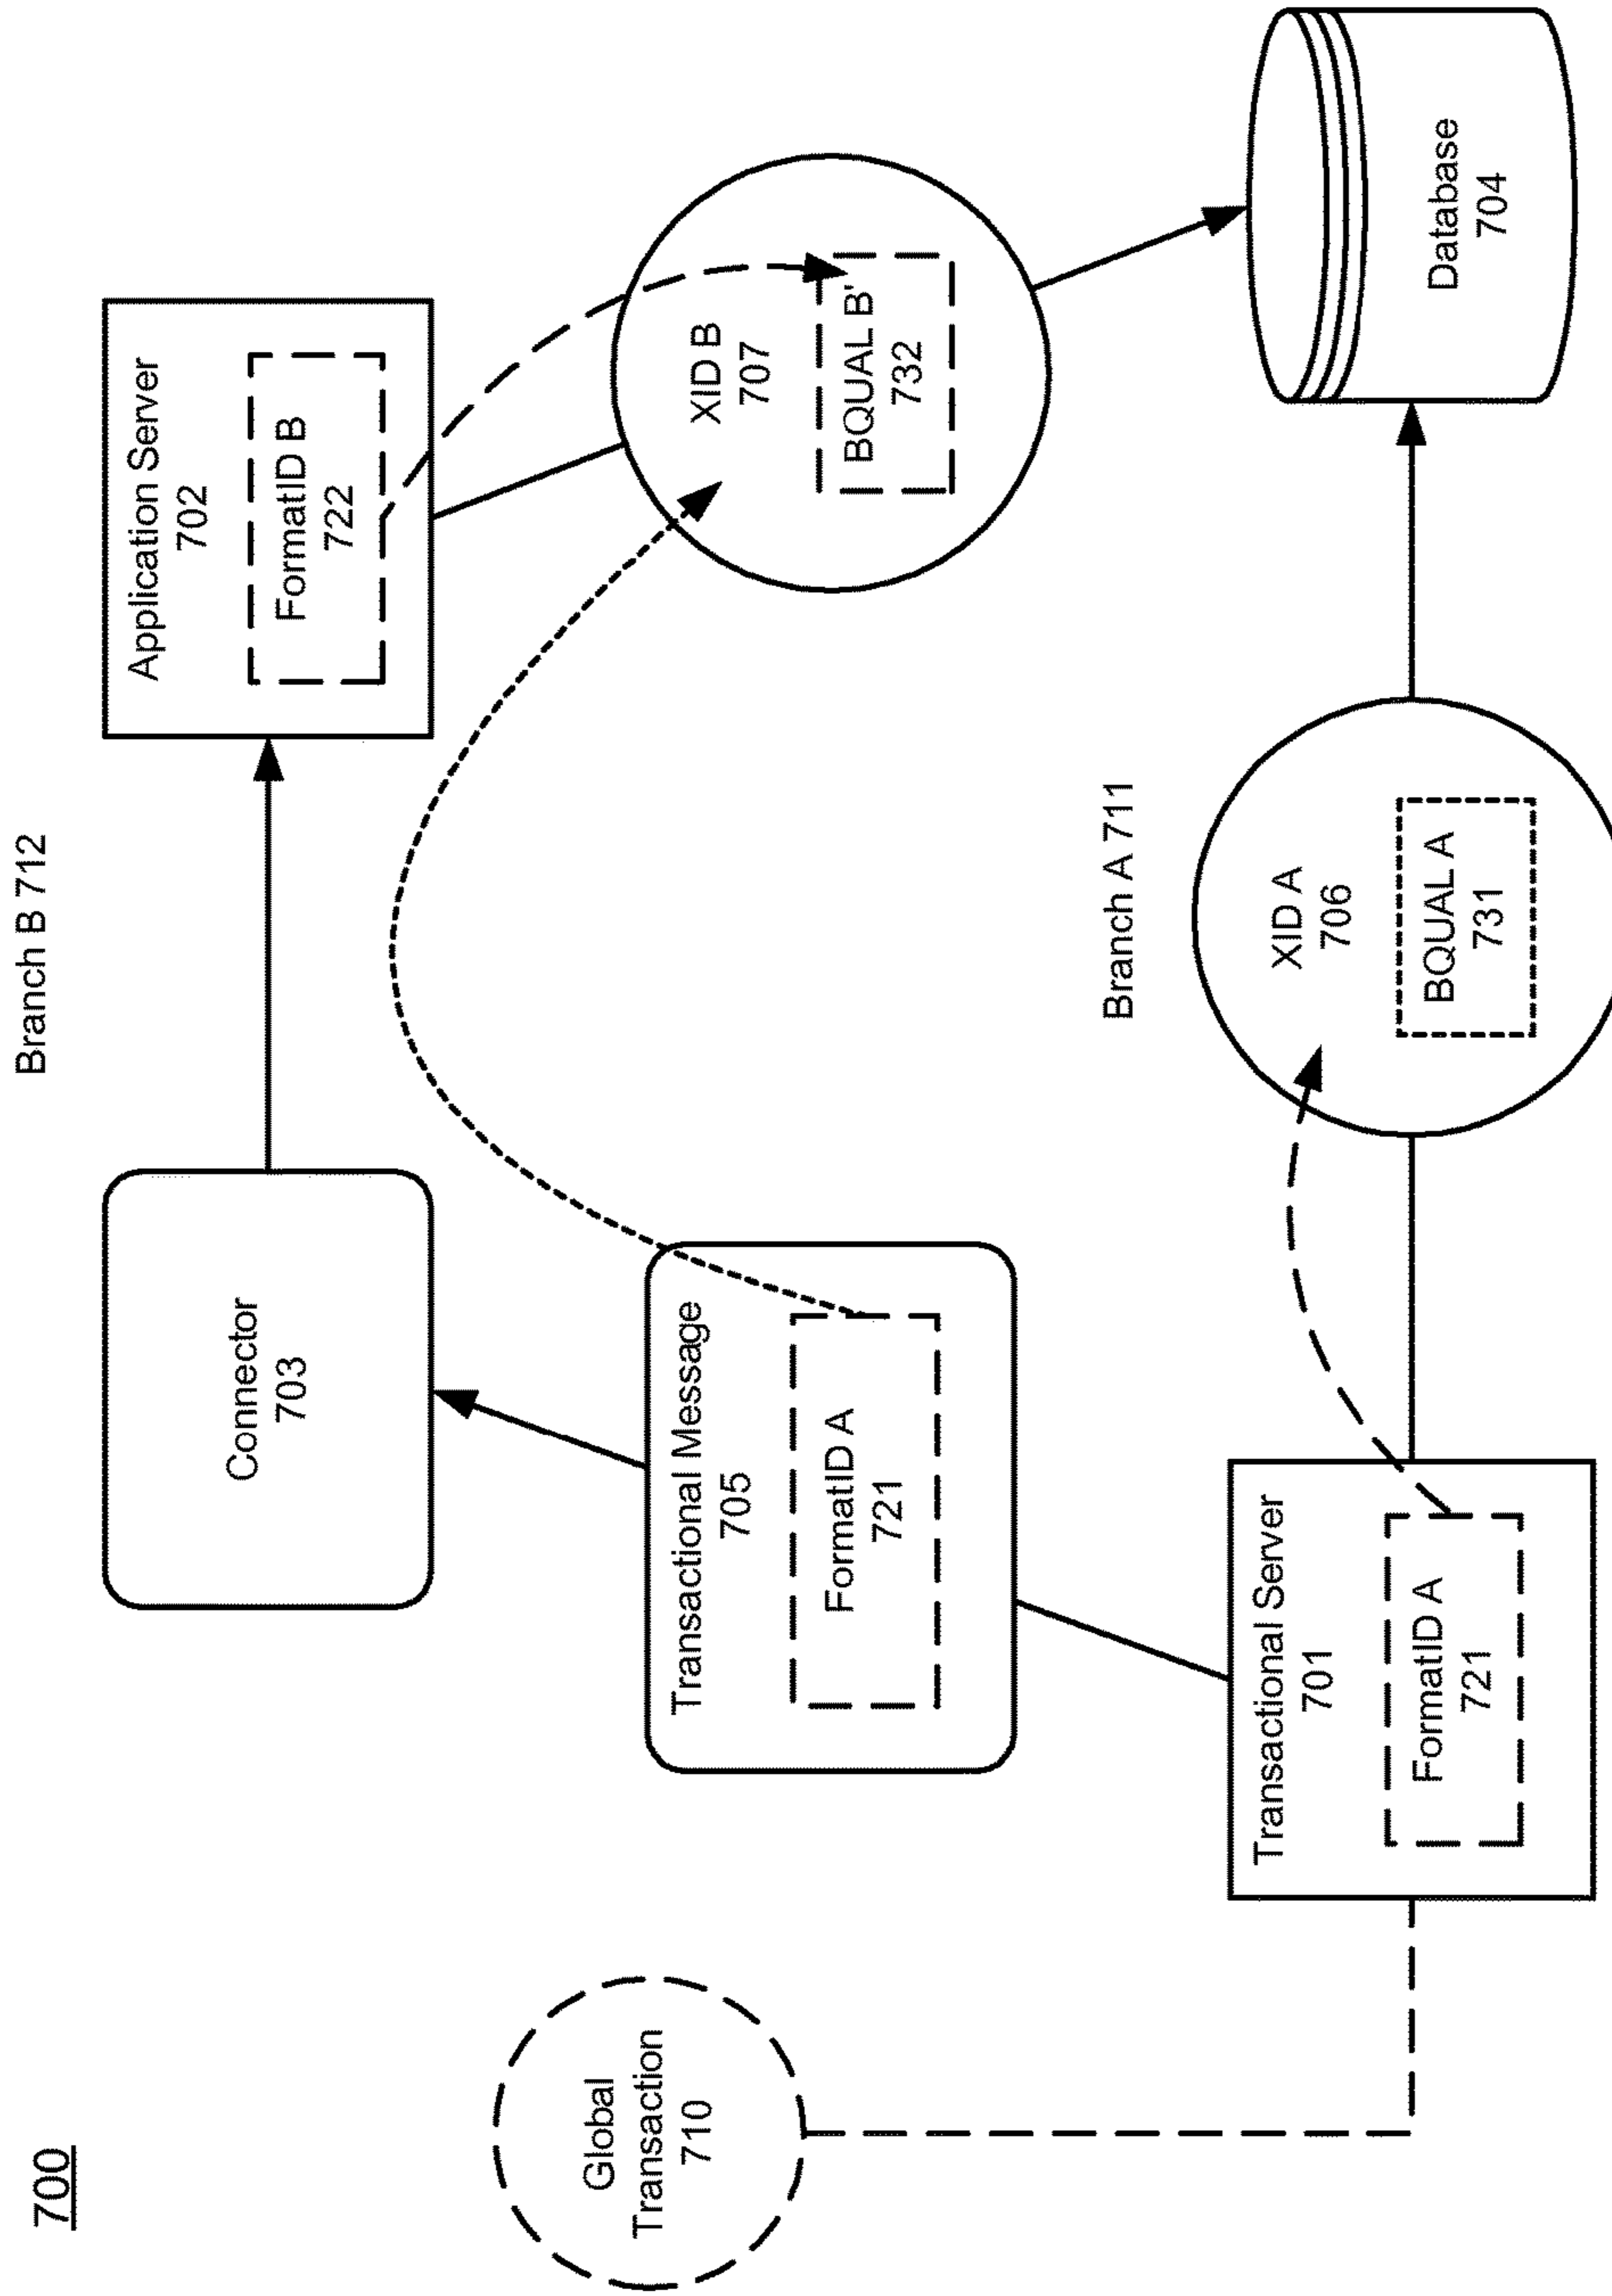 700
Branch B 712
Connector
703
Application Server
702
FormatID B
722
Global
Transaction
710
Transactional Message
705
FormatID A
721
XID B
707
BQUAL B'
732
Branch A 711
Transactional Server
701
FormatID A
721
XID A
706
BQUAL A
731
Database
704